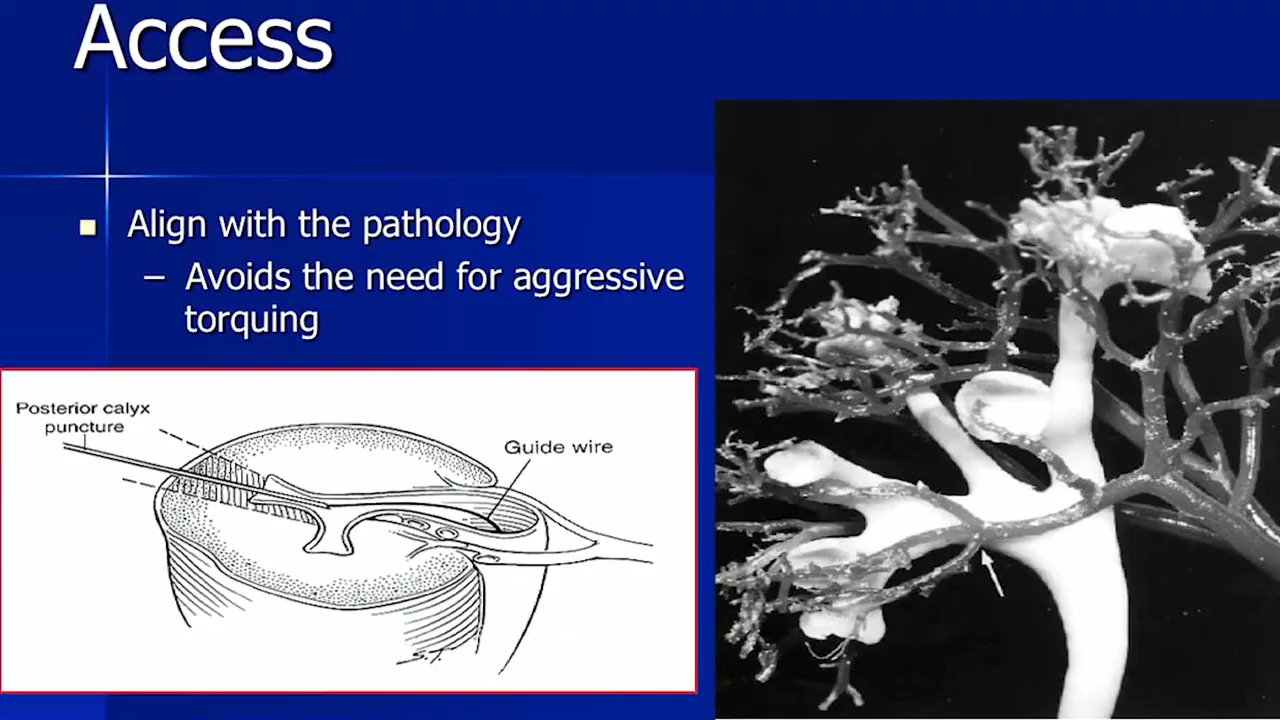 Access
Align with the pathology
– Avoids the need for aggressive
torquing
Posterior calyx
puncture
Guide wire
S.T.